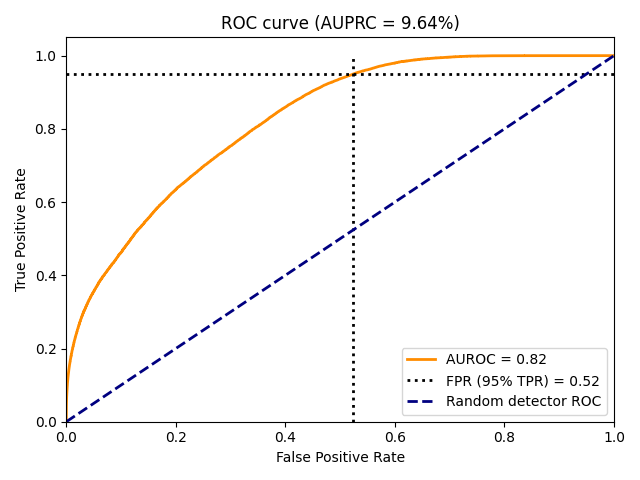 ROC curve (AUPRC = 9.64%)
1.0
0.8
0.6
0.4
0.2
0.0
True Positive Rate
AUROC = 0.82
FPR (95% TPR) = 0.52
Random detector ROC
0.0 0.2 0.4 0.6 0.8 1.0
False Positive Rate